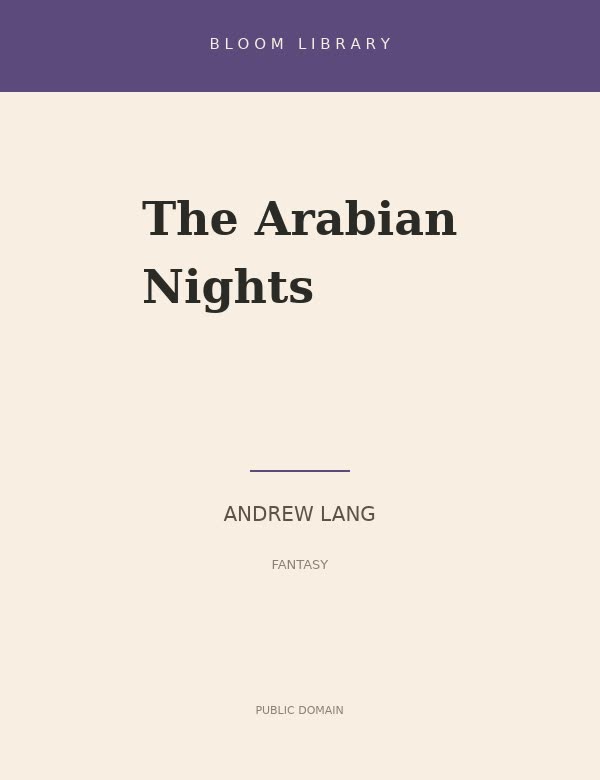 BLOOM LIBRARY
The Arabian
Nights
ANDREW LANG
FANTASY
PUBLIC DOMAIN